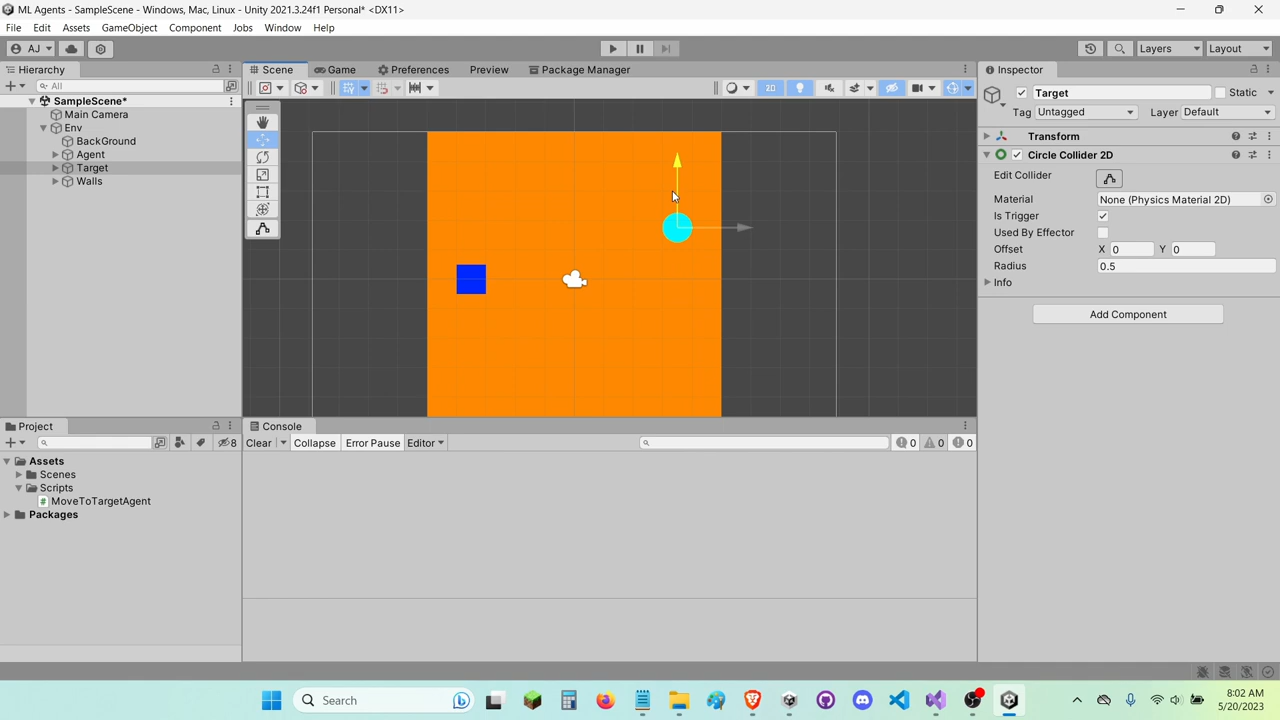 ML Agents - SampleScene - Windows, Mac, Linux - Unity 2021.3.24f1 Personal* <DX11>
File Edit Assets GameObject Component Jobs Window Help
AJ Layers Layout
Hierarchy
All
SampleScene*
Main Camera
Env
BackGround
Agent
Target
Walls
Scene Game Preferences Preview Package Manager
2D
Inspector
Target Static
Tag Untagged Layer Default
Transform
Circle Collider 2D
Edit Collider
Material None (Physics Material 2D)
Is Trigger
Used By Effector
Offset X 0 Y 0
Radius 0.5
Info
Add Component
Project
8
Assets
Scenes
Scripts
# MoveToTargetAgent
Packages
Console
Clear Collapse Error Pause Editor 0 0 0
Search
8:02 AM
5/20/2023